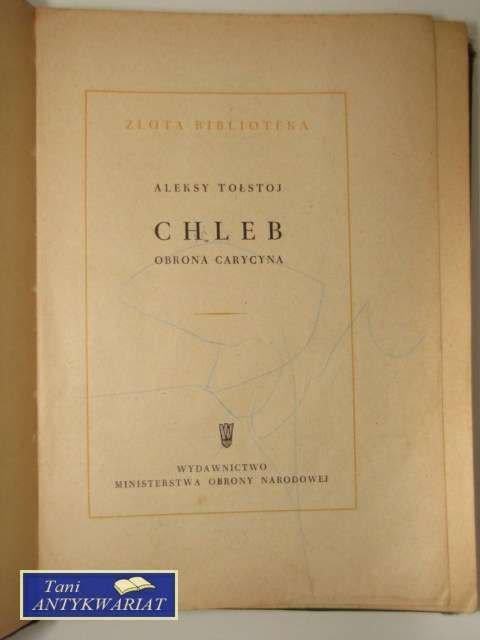 ZŁOTA BIBLIOTEKA
ALEKSY TOŁSTOJ
CHLEB
OBRONA CARYCYNA
WYDAWNICTWO
MINISTERSTWA OBRONY NARODOWEJ
Tani
ANTYKWARIAT